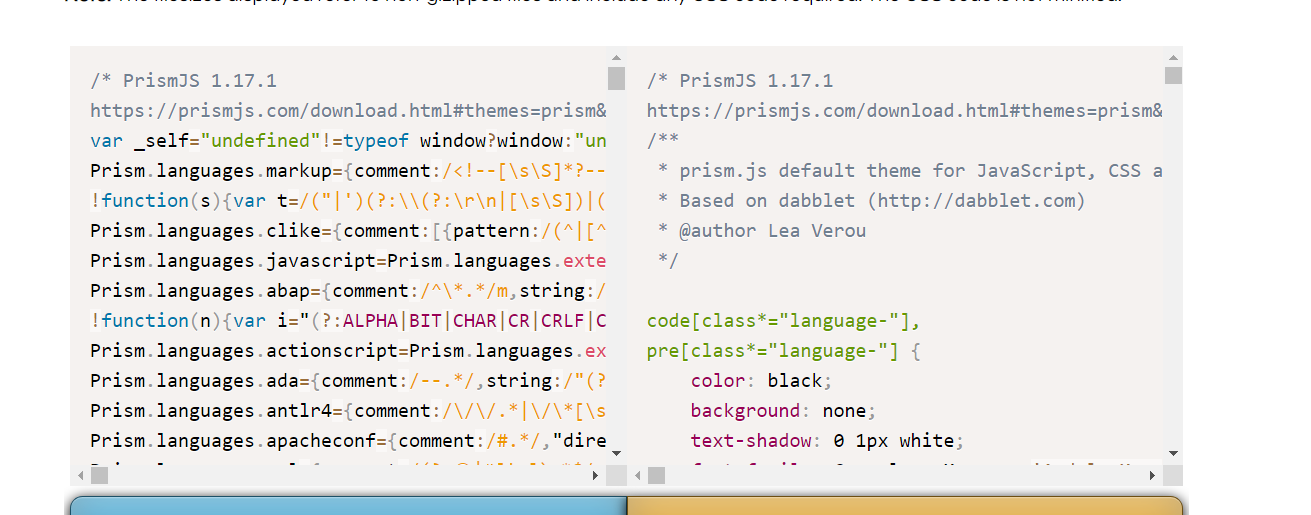 /* PrismJS 1.17.1
https://prismjs.com/download.html#themes=prism&
var _self="undefined"!=typeof window?window:"un
Prism.languages.markup={comment:/<!--[\s\S]*?--
!function(s){var t=/("|')(?:\\(?:\r\n|[\s\S])|(
Prism.languages.clike={comment:[{pattern:/(^|[^
Prism.languages.javascript=Prism.languages.exte
Prism.languages.abap={comment:/^\*.*/m,string:/
!function(n){var i="(?:ALPHA|BIT|CHAR|CR|CRLF|C
Prism.languages.actionscript=Prism.languages.ex
Prism.languages.ada={comment:/--.*/,string:/"(?
Prism.languages.antlr4={comment:/\/\/.*|\/\*[\s
Prism.languages.apacheconf={comment:/#.*/,"dire
/* PrismJS 1.17.1
https://prismjs.com/download.html#themes=prism&
/**
 * prism.js default theme for JavaScript, CSS a
 * Based on dabblet (http://dabblet.com)
 * @author Lea Verou
 */
code[class*="language-"],
pre[class*="language-"] {
    color: black;
    background: none;
    text-shadow: 0 1px white;